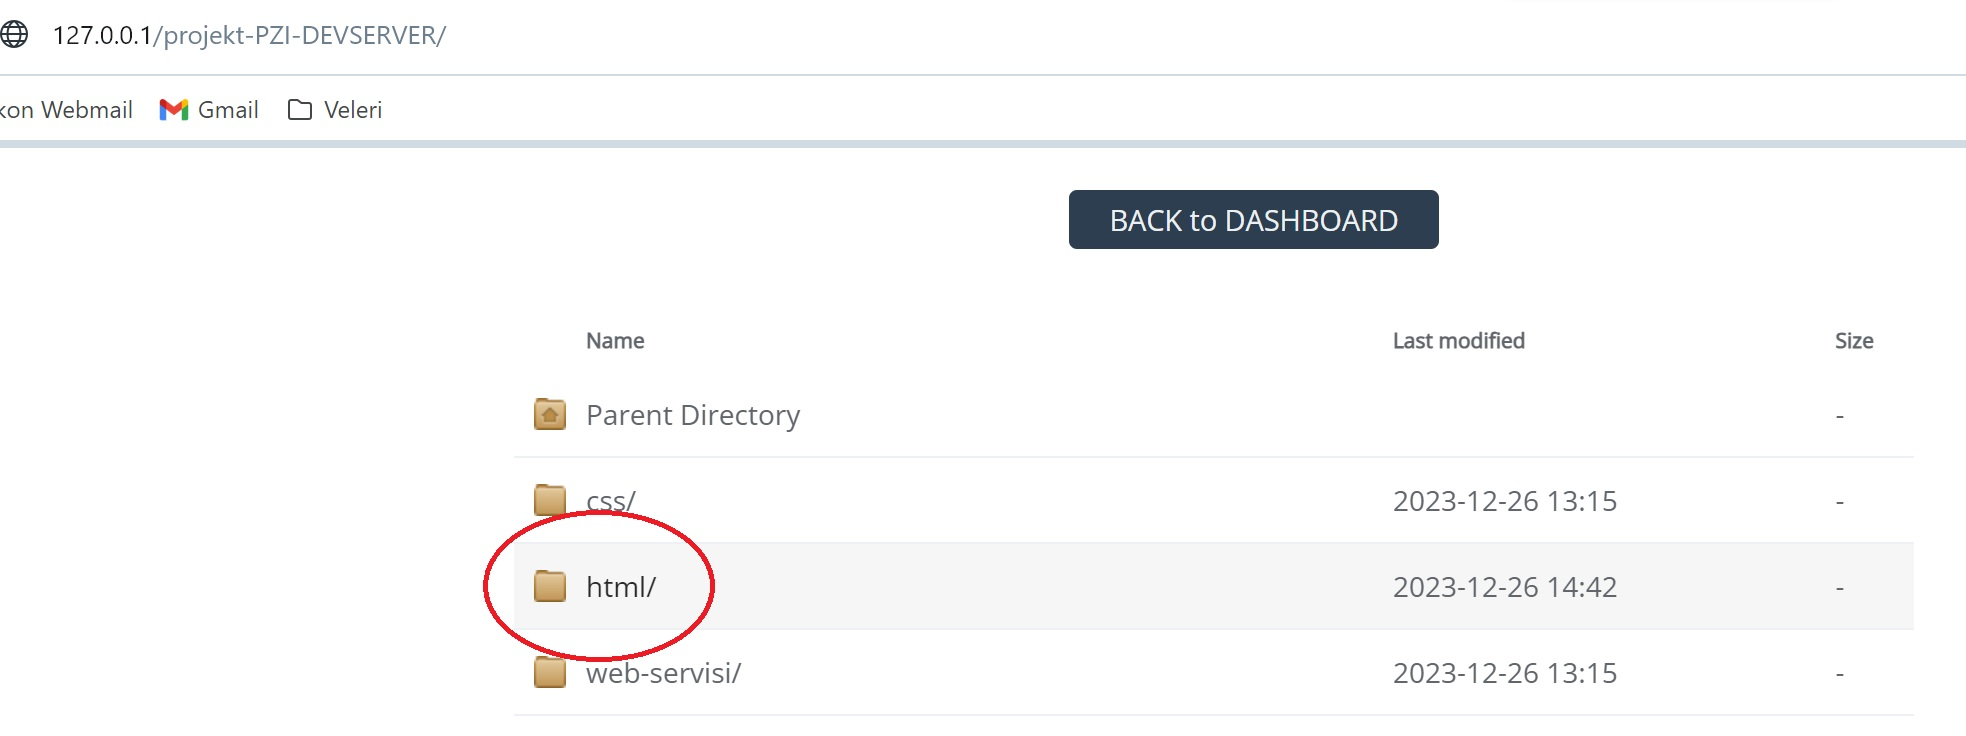 127.0.0.1/projekt-PZI-DEVSERVER/
kon Webmail Gmail Veleri
BACK to DASHBOARD
Name Last modified Size
Parent Directory -
css/ 2023-12-26 13:15 -
html/ 2023-12-26 14:42 -
web-servisi/ 2023-12-26 13:15 -